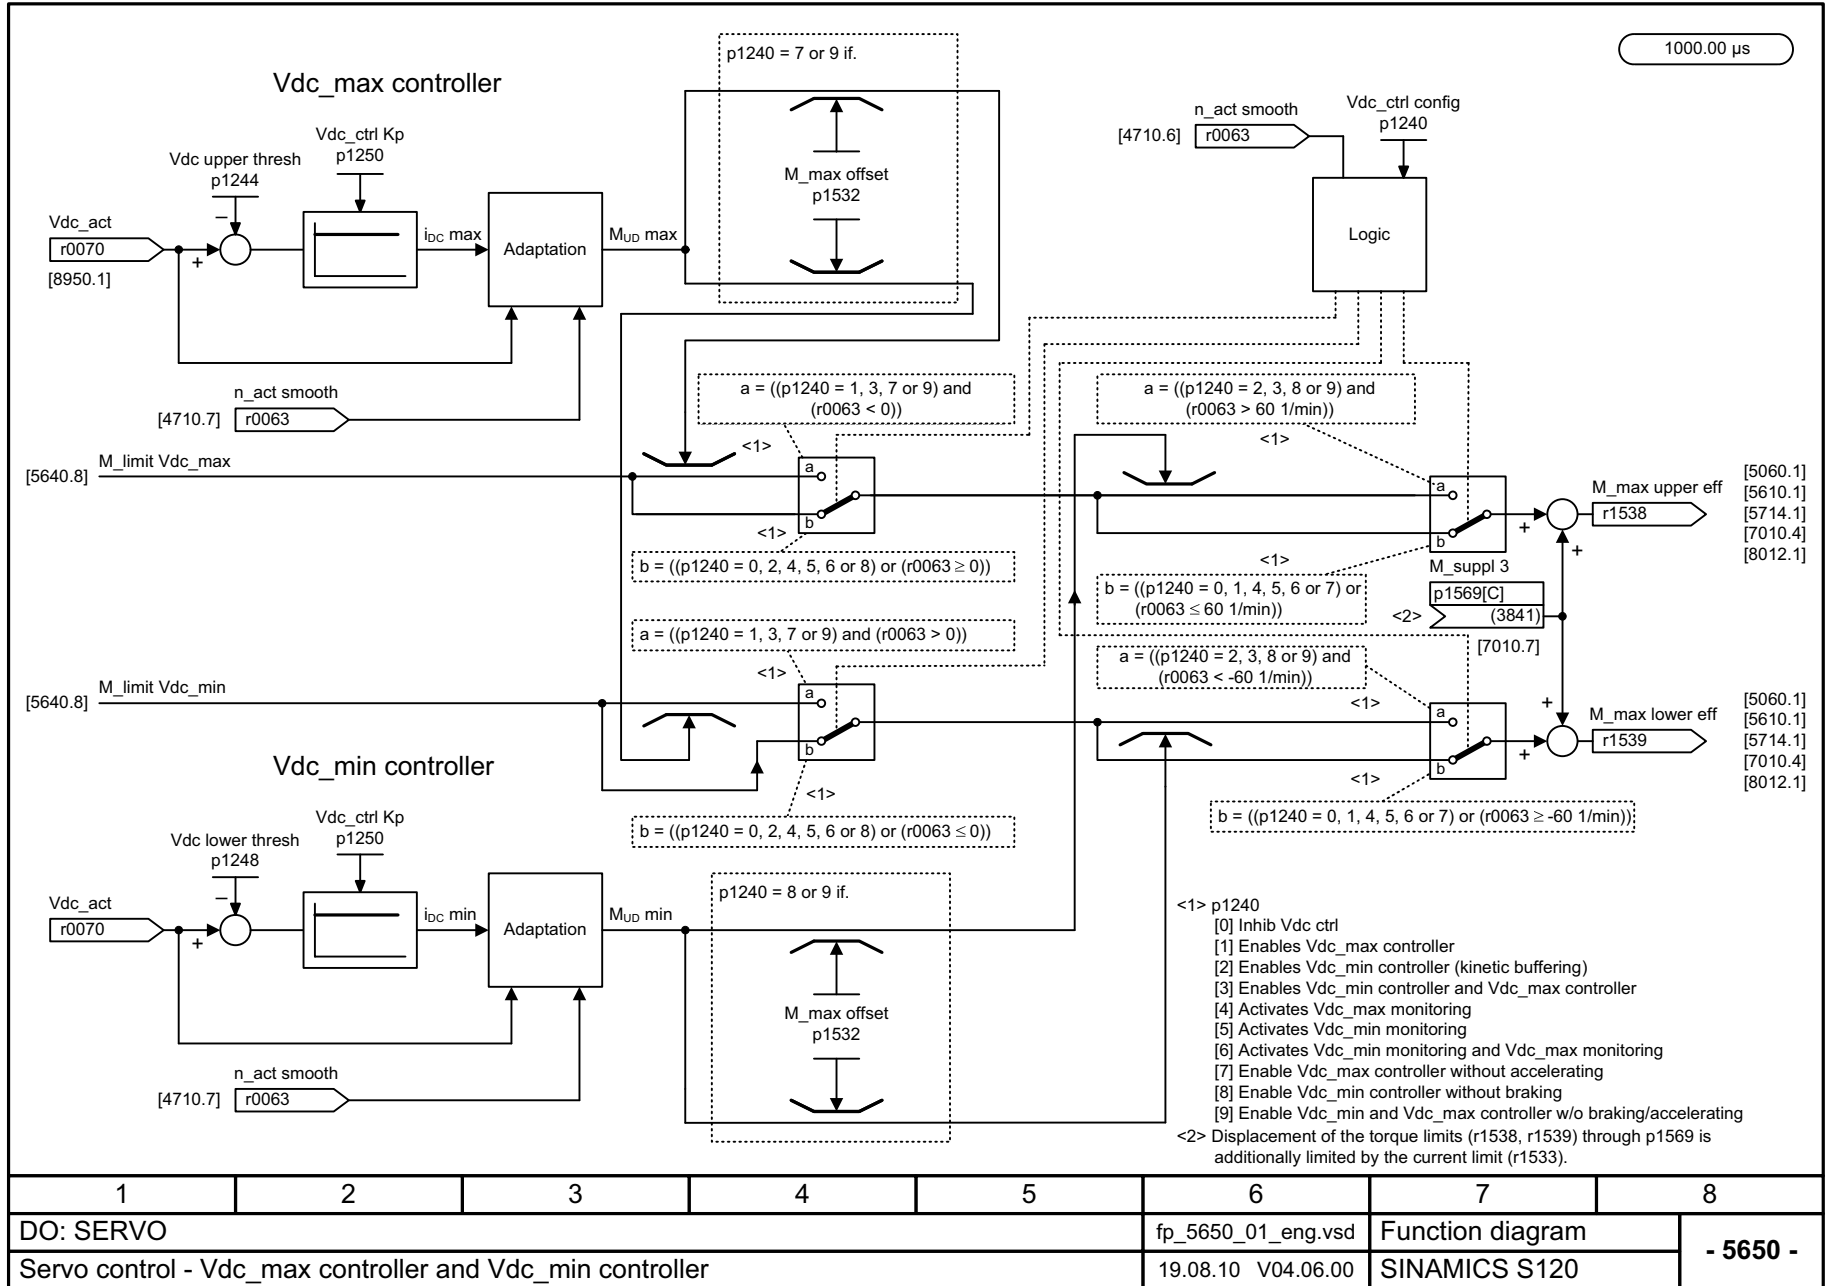 p1240 = 7 or 9 if.
1000.00 µs
Vdc_max controller
Vdc_ctrl Kp
p1250
Vdc upper thresh
p1244
Vdc_act
r0070
[8950.1]
–
+
iDC max
Adaptation
MUD max
M_max offset
p1532
n_act smooth
[4710.6]
r0063
Vdc_ctrl config
p1240
Logic
n_act smooth
[4710.7]
r0063
a = ((p1240 = 1, 3, 7 or 9) and
(r0063 < 0))
<1>
a = ((p1240 = 2, 3, 8 or 9) and
(r0063 > 60 1/min))
<1>
[5640.8]
M_limit Vdc_max
a
b
<1>
b = ((p1240 = 0, 2, 4, 5, 6 or 8) or (r0063 ≥ 0))
a
b
<1>
b = ((p1240 = 0, 1, 4, 5, 6 or 7) or
(r0063 ≤ 60 1/min))
+
+
M_max upper eff
r1538
[5060.1]
[5610.1]
[5714.1]
[7010.4]
[8012.1]
M_suppl 3
p1569[C]
(3841)
<2>
[7010.7]
a = ((p1240 = 1, 3, 7 or 9) and (r0063 > 0))
<1>
a = ((p1240 = 2, 3, 8 or 9) and
(r0063 < -60 1/min))
<1>
[5640.8]
M_limit Vdc_min
a
b
<1>
b = ((p1240 = 0, 2, 4, 5, 6 or 8) or (r0063 ≤ 0))
a
b
<1>
b = ((p1240 = 0, 1, 4, 5, 6 or 7) or (r0063 ≥ -60 1/min))
+
+
M_max lower eff
r1539
[5060.1]
[5610.1]
[5714.1]
[7010.4]
[8012.1]
Vdc_min controller
Vdc_ctrl Kp
p1250
Vdc lower thresh
p1248
Vdc_act
r0070
–
+
iDC min
Adaptation
MUD min
p1240 = 8 or 9 if.
M_max offset
p1532
n_act smooth
[4710.7]
r0063
<1> p1240
[0] Inhib Vdc ctrl
[1] Enables Vdc_max controller
[2] Enables Vdc_min controller (kinetic buffering)
[3] Enables Vdc_min controller and Vdc_max controller
[4] Activates Vdc_max monitoring
[5] Activates Vdc_min monitoring
[6] Activates Vdc_min monitoring and Vdc_max monitoring
[7] Enable Vdc_max controller without accelerating
[8] Enable Vdc_min controller without braking
[9] Enable Vdc_min and Vdc_max controller w/o braking/accelerating
<2> Displacement of the torque limits (r1538, r1539) through p1569 is
additionally limited by the current limit (r1533).
1 2 3 4 5 6 7 8
DO: SERVO
fp_5650_01_eng.vsd
Function diagram
- 5650 -
Servo control - Vdc_max controller and Vdc_min controller
19.08.10 V04.06.00
SINAMICS S120